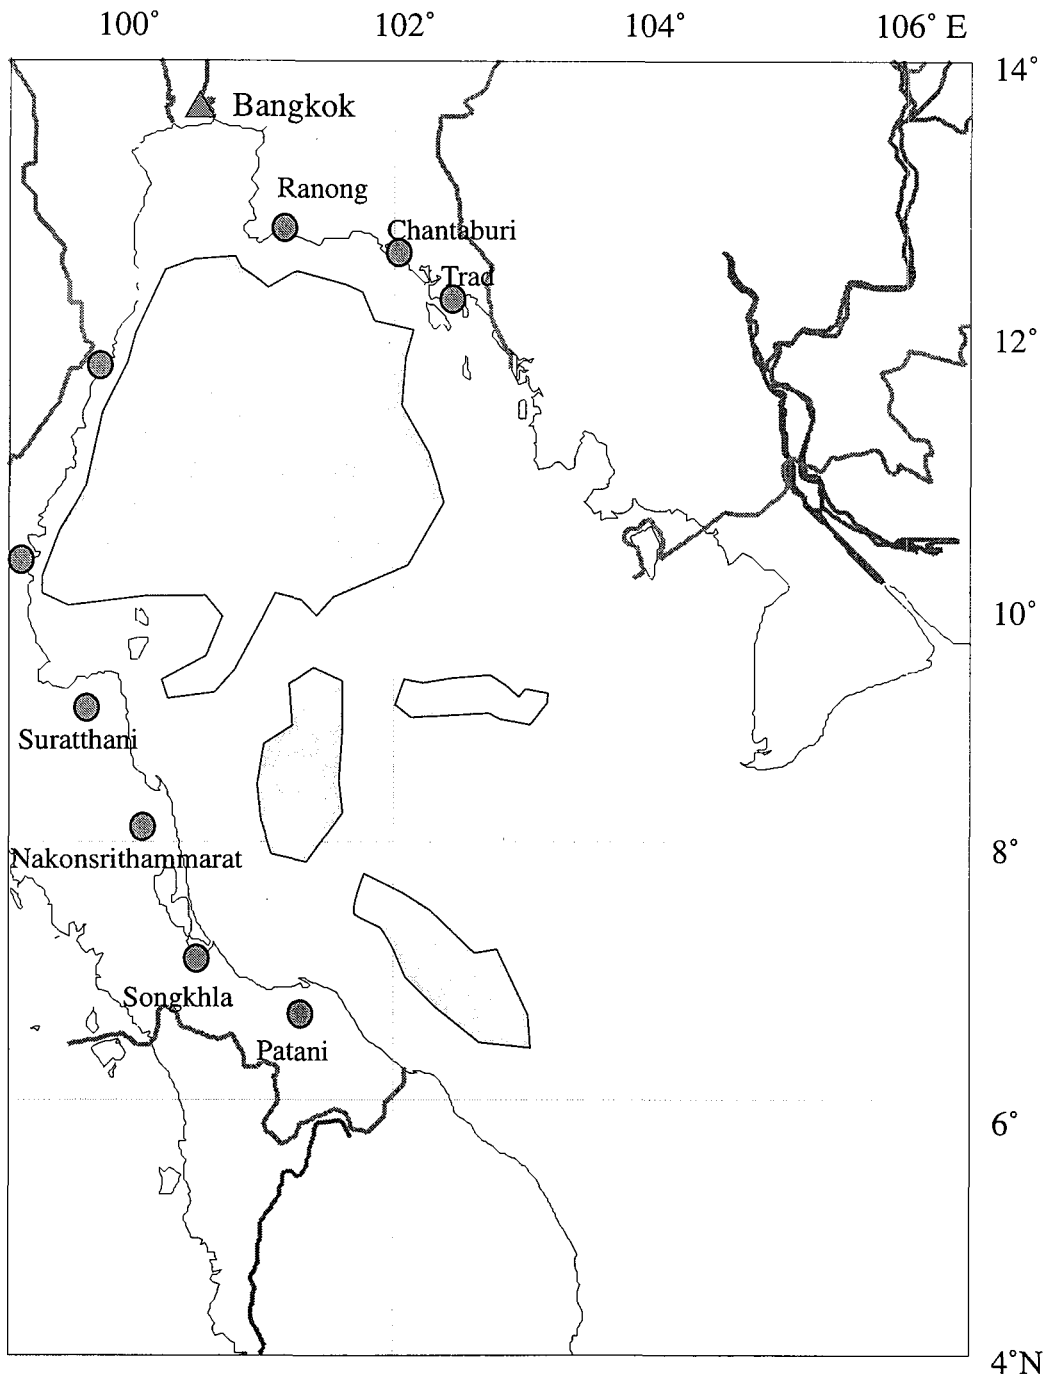 100° 102° 104° 106° E
14°
Bangkok
Ranong
Chantaburi
Trad
12°
10°
Suratthani
8°
Nakonsrithammarat
Songkhla
Patani
6°
4°N